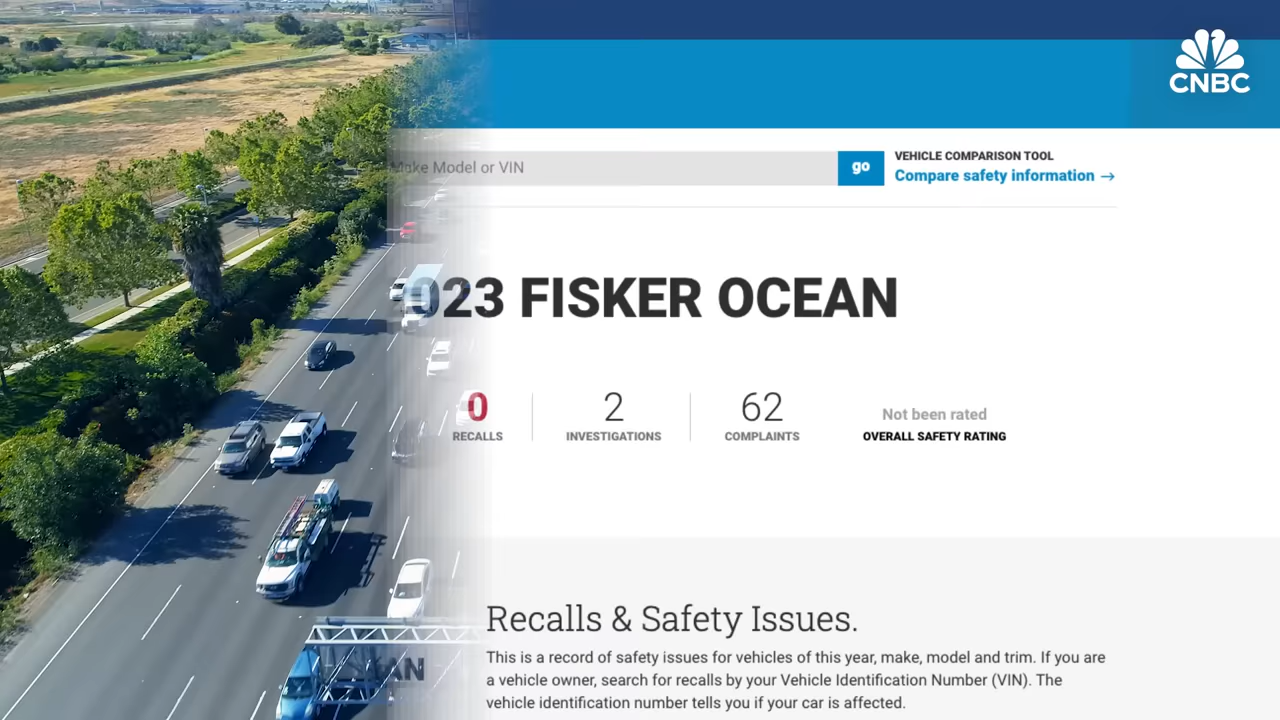 CNBC
Make Model or VIN
go
VEHICLE COMPARISON TOOL
Compare safety information →
023 FISKER OCEAN
0
RECALLS
2
INVESTIGATIONS
62
COMPLAINTS
Not been rated
OVERALL SAFETY RATING
Recalls & Safety Issues.
This is a record of safety issues for vehicles of this year, make, model and trim. If you are
a vehicle owner, search for recalls by your Vehicle Identification Number (VIN). The
vehicle identification number tells you if your car is affected.